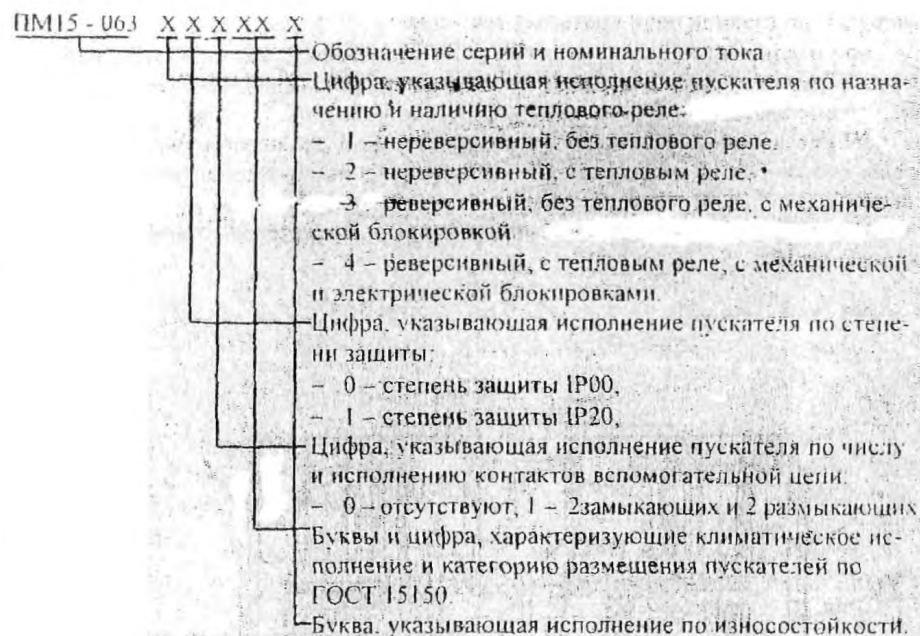 ПМ15 - 063 X X X XX X
Обозначение серий и номинального тока
Цифра, указывающая исполнение пускателя по назна-
чению и наличию теплового реле:
- 1 – нереверсивный, без теплового реле,
- 2 – нереверсивный, с тепловым реле,
3 реверсивный, без теплового реле, с механиче-
ской блокировкой
- 4 – реверсивный, с тепловым реле, с механической
и электрической блокировками.
Цифра, указывающая исполнение пускателя по степе-
ни защиты:
- 0 – степень защиты IP00,
- 1 – степень защиты IP20,
Цифра, указывающая исполнение пускателя по числу
и исполнению контактов вспомогательной цепи:
- 0 – отсутствуют, 1 – 2замыкающих и 2 размыкающих
Буквы и цифра, характеризующие климатическое ис-
полнение и категорию размещения пускателей по
ГОСТ 15150.
Буква, указывающая исполнение по износостойкости.